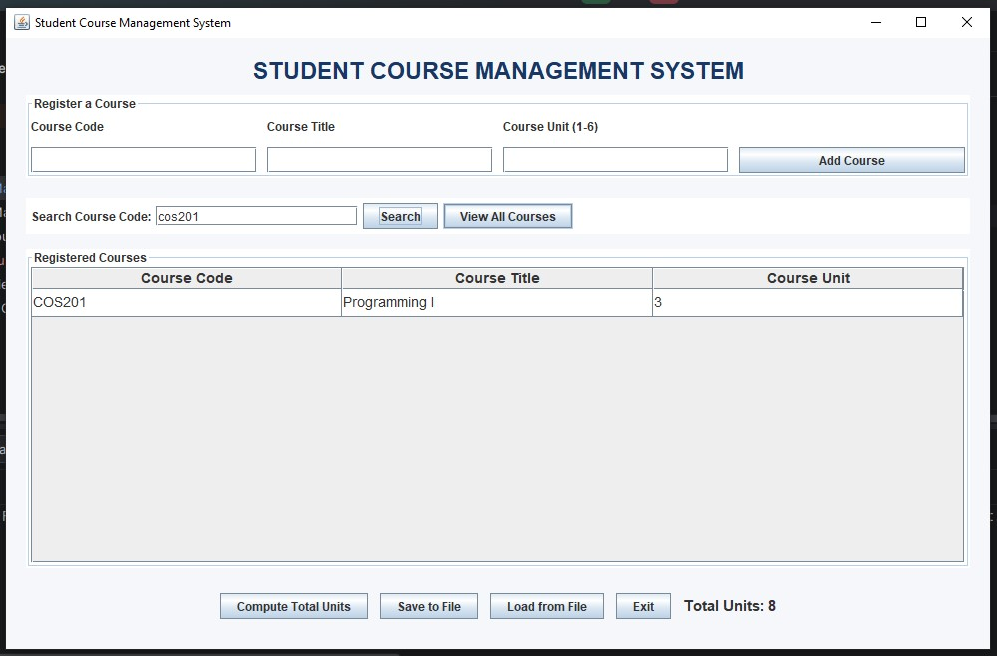 Student Course Management System
STUDENT COURSE MANAGEMENT SYSTEM
Register a Course
Course Code Course Title Course Unit (1-6)
Add Course
Search Course Code: cos201 Search View All Courses
Registered Courses
Course Code Course Title Course Unit
COS201 Programming I 3
Compute Total Units Save to File Load from File Exit Total Units: 8